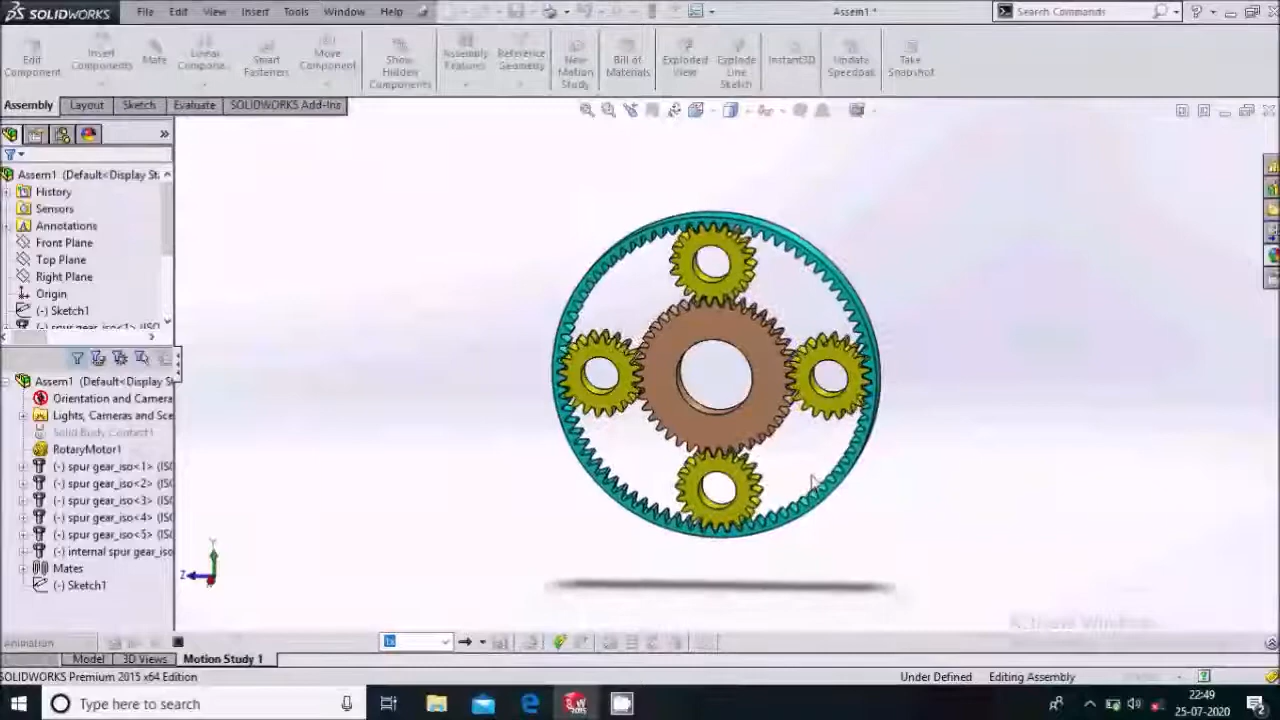 SOLIDWORKS File Edit View Insert Tools Window Help Assem1 * Search Commands
Edit Component
Insert Components
Mate
Linear Compone...
Smart Fasteners
Move Component
Show Hidden Components
Assembly Features
Reference Geometry
New Motion Study
Bill of Materials
Exploded View
Explode Line Sketch
Instant3D
Update Speedpak
Take Snapshot
Assembly Layout Sketch Evaluate SOLIDWORKS Add-Ins
Assem1 (Default<Display St
History
Sensors
Annotations
Front Plane
Top Plane
Right Plane
Origin
(-) Sketch1
(-) spur gear_iso<1> (ISO
Assem1 (Default<Display St
Orientation and Camera
Lights, Cameras and Sce
Solid Body Contact1
RotaryMotor1
(-) spur gear_iso<1> (ISO
(-) spur gear_iso<2> (ISO
(-) spur gear_iso<3> (ISO
(-) spur gear_iso<4> (ISO
(-) spur gear_iso<5> (ISO
(-) internal spur gear_iso
Mates
(-) Sketch1
Y
Z
Animation
1x
Model 3D Views Motion Study 1
SOLIDWORKS Premium 2015 x64 Edition Under Defined Editing Assembly
Type here to search
22:49
25-07-2020